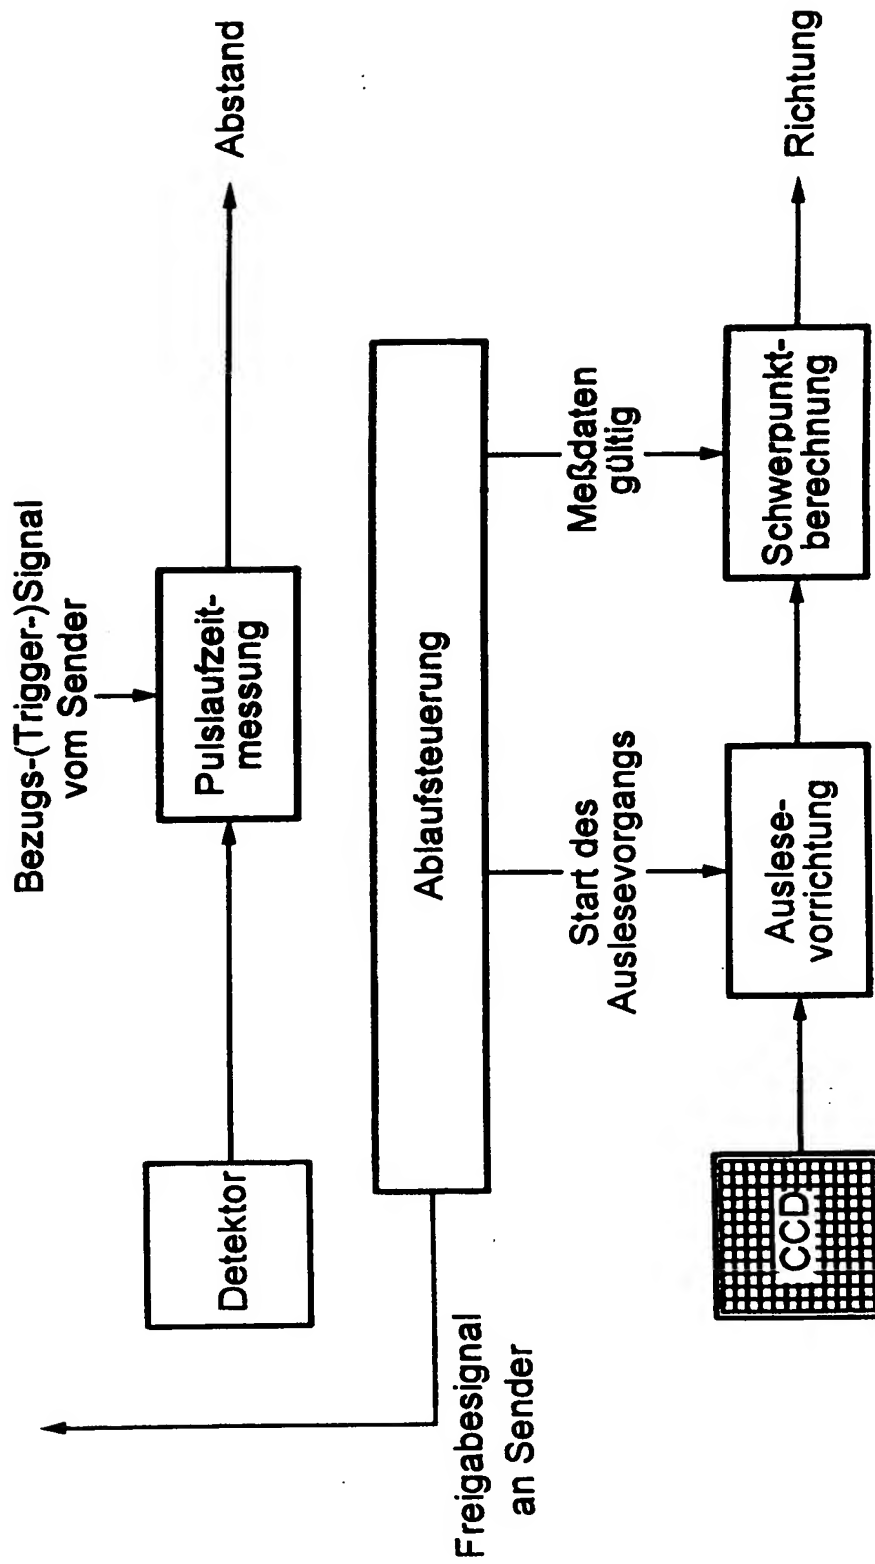 Bezugs-(Trigger-)Signal
vom Sender
Detektor
Pulslaufzeit-
messung
Abstand
Ablaufsteuerung
Freigabesignal
an Sender
Start des
Auslesevorgangs
Meßdaten
gültig
CCD
Auslese-
vorrichtung
Schwerpunkt-
berechnung
Richtung